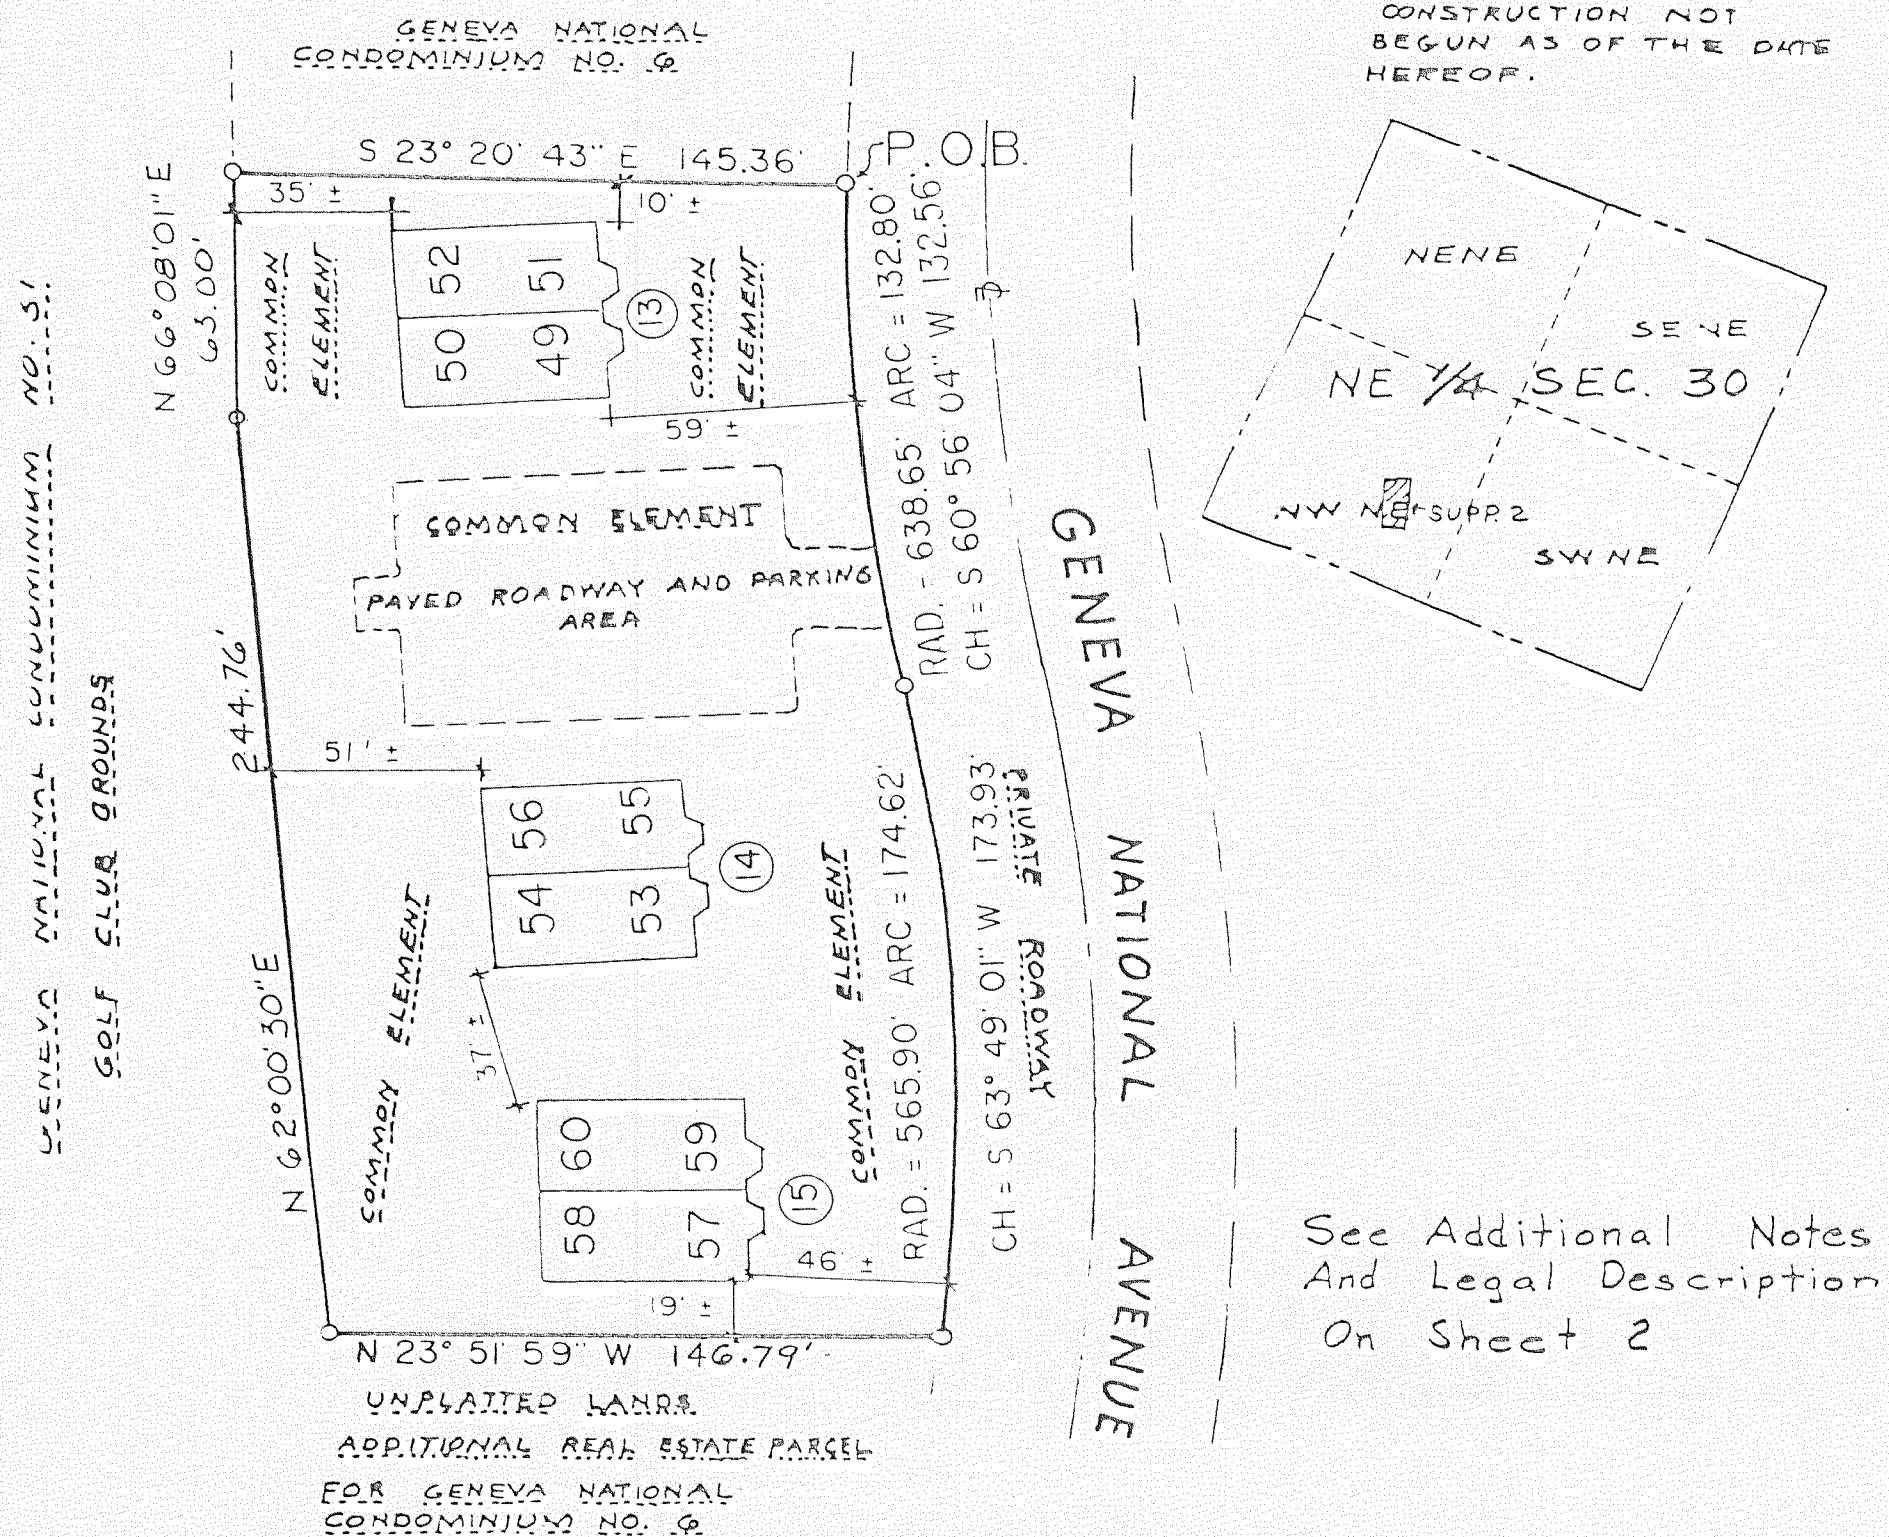 GENEVA NATIONAL
CONDOMINIUM NO. 6
CONSTRUCTION NOT
BEGUN AS OF THE DATE
HEREOF.
S 23° 20' 43" E 145.36'
P.O.B.
N 66°08'01" E
63.00'
35' ±
10' ±
COMMON
ELEMENT
52
51
50
49
13
COMMON
ELEMENT
59' ±
RAD. = 638.65' ARC = 132.80'
CH = S 60° 56' 04" W 132.56'
NENE
SE NE
NE 1/4 SEC. 30
NW NE
SUPP. 2
SW NE
GENEVA NATIONAL CONDOMINIUM NO. 31
GOLF CLUB GROUNDS
COMMON ELEMENT
PAVED ROADWAY AND PARKING
AREA
N 62°00'30" E
244.76'
51' ±
56
55
54
53
14
COMMON ELEMENT
37' ±
COMMON ELEMENT
RAD. = 565.90' ARC = 174.62'
CH = S 63° 49' 01" W 173.93'
PRIVATE ROADWAY
GENEVA NATIONAL AVENUE
60
59
58
57
15
46 ±
19' ±
N 23° 51' 59" W 146.79'
UNPLATTED LANDS
ADDITIONAL REAL ESTATE PARCEL
FOR GENEVA NATIONAL
CONDOMINIUM NO. 6
See Additional Notes
And Legal Description
On Sheet 2